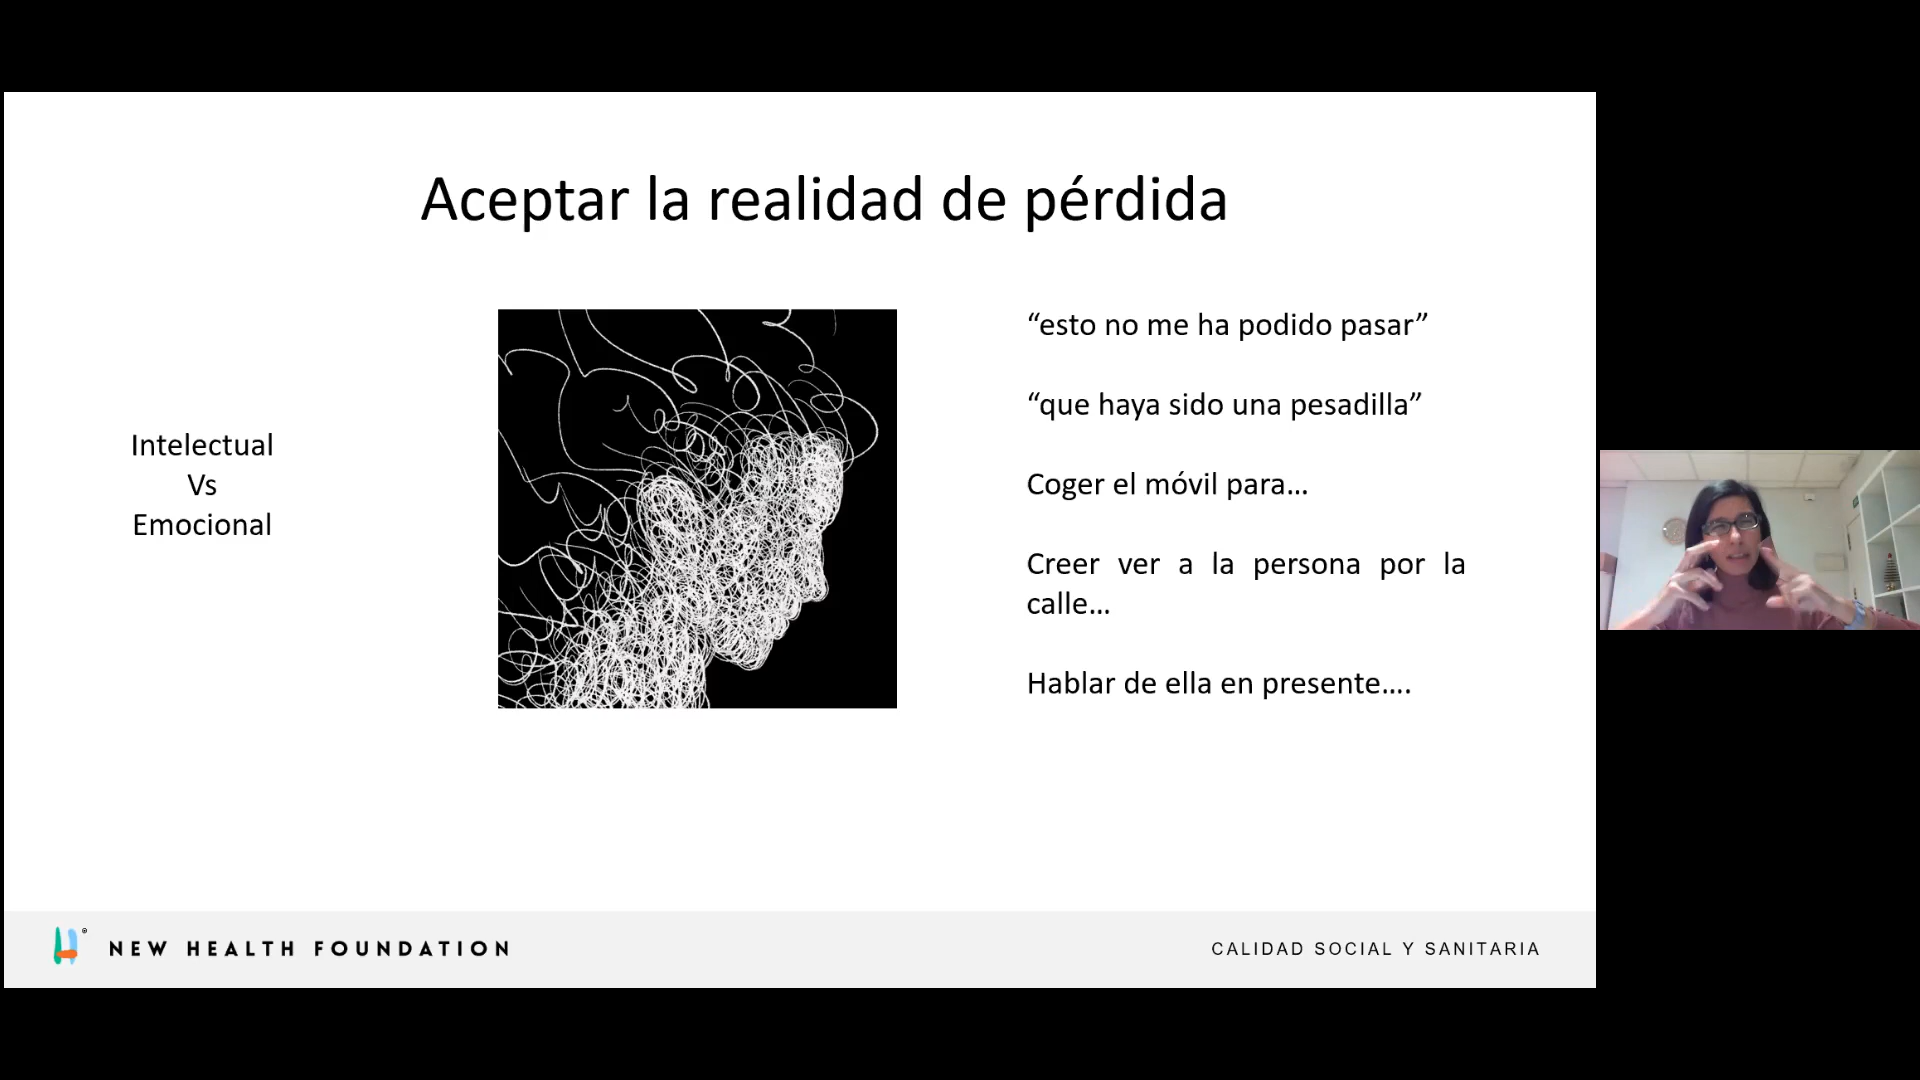 Aceptar la realidad de pérdida
Intelectual
Vs
Emocional
“esto no me ha podido pasar”
“que haya sido una pesadilla”
Coger el móvil para...
Creer ver a la persona por la
calle...
Hablar de ella en presente....
NEW HEALTH FOUNDATION
CALIDAD SOCIAL Y SANITARIA